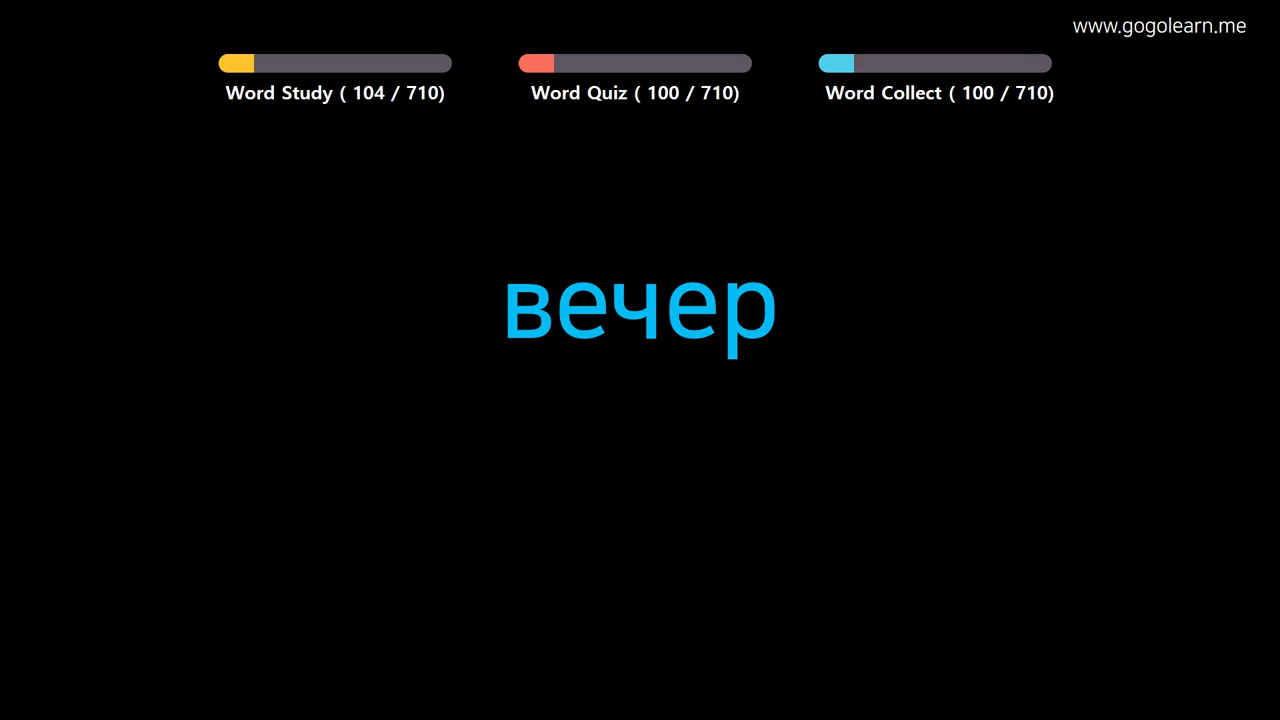 www.gogolearn.me
Word Study ( 104 / 710)
Word Quiz ( 100 / 710)
Word Collect ( 100 / 710)
вечер